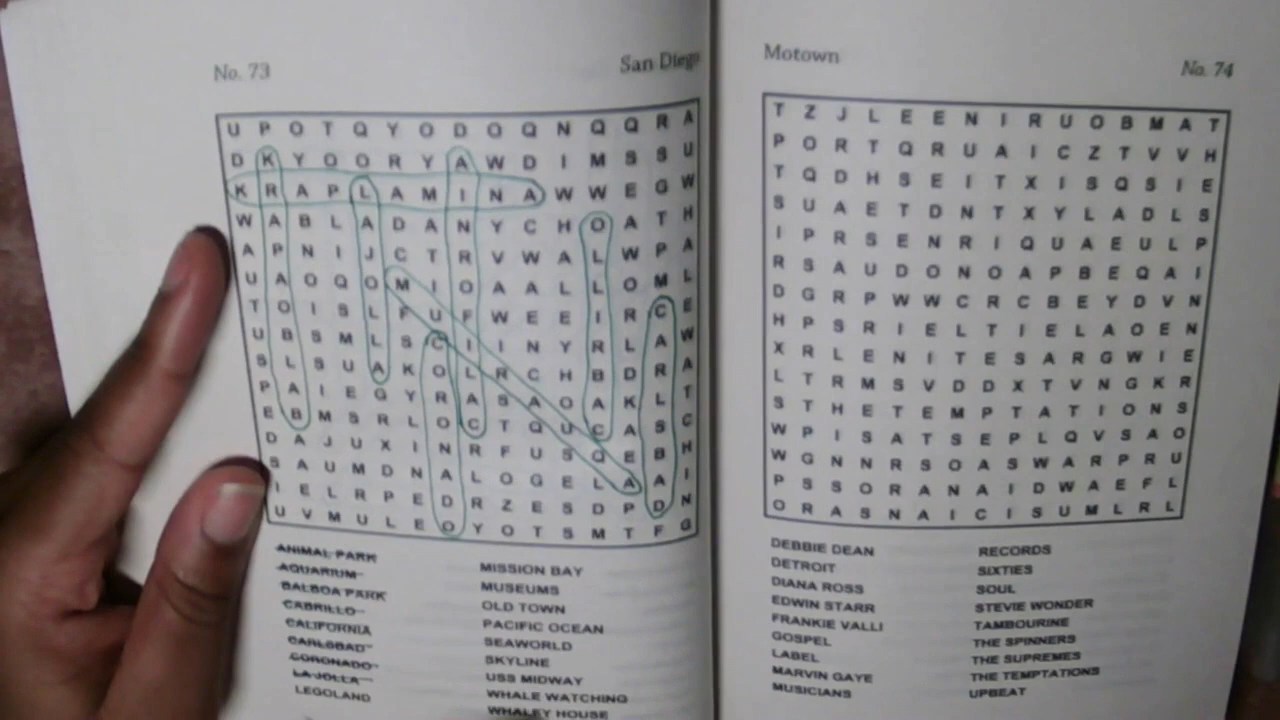 No. 73
San Diego
U P O T Q Y O D O Q N Q Q R A
D K Y O O R Y A W D I M S S U
K R A P L A M I N A W W E G W
W A B L A D A N Y C H O A T H
A P N I J C T R V W A L W P A
U A O Q O M I O A A L L O M L
T O I S L F U F W E E I R C E
U B S M L S C I I N Y R L A W
S L S U A K O L R C H B D R A
P A I E G Y R A S A O A K L T
E B M S R L O C T Q U C A S C
D A J U X I N R F U S Q E B H
S A U M D N A L O G E L A A I
I E L R P E D R Z E S D P D N
U V M U L E O Y O T S M T F G
ANIMAL PARK
AQUARIUM
BALBOA PARK
CABRILLO
CALIFORNIA
CARLSBAD
CORONADO
LA JOLLA
LEGOLAND
MISSION BAY
MUSEUMS
OLD TOWN
PACIFIC OCEAN
SEAWORLD
SKYLINE
USS MIDWAY
WHALE WATCHING
WHALEY HOUSE
Motown
No. 74
T Z J L E E N I R U O B M A T
P O R T Q R U A I C Z T V V H
T Q D H S E I T X I S Q S I E
S U A E T D N T X Y L A D L S
I P R S E N R I Q U A E U L P
R S A U D O N O A P B E Q A I
D G R P W W C R C B E Y D V N
H P S R I E L T I E L A O E N
X R L E N I T E S A R G W I E
L T R M S V D D X T V N G K R
S T H E T E M P T A T I O N S
W P I S A T S E P L Q V S A O
W G N N R S O A S W A R P R U
P S S O R A N A I D W A E F L
O R A S N A I C I S U M L R L
DEBBIE DEAN
DETROIT
DIANA ROSS
EDWIN STARR
FRANKIE VALLI
GOSPEL
LABEL
MARVIN GAYE
MUSICIANS
RECORDS
SIXTIES
SOUL
STEVIE WONDER
TAMBOURINE
THE SPINNERS
THE SUPREMES
THE TEMPTATIONS
UPBEAT